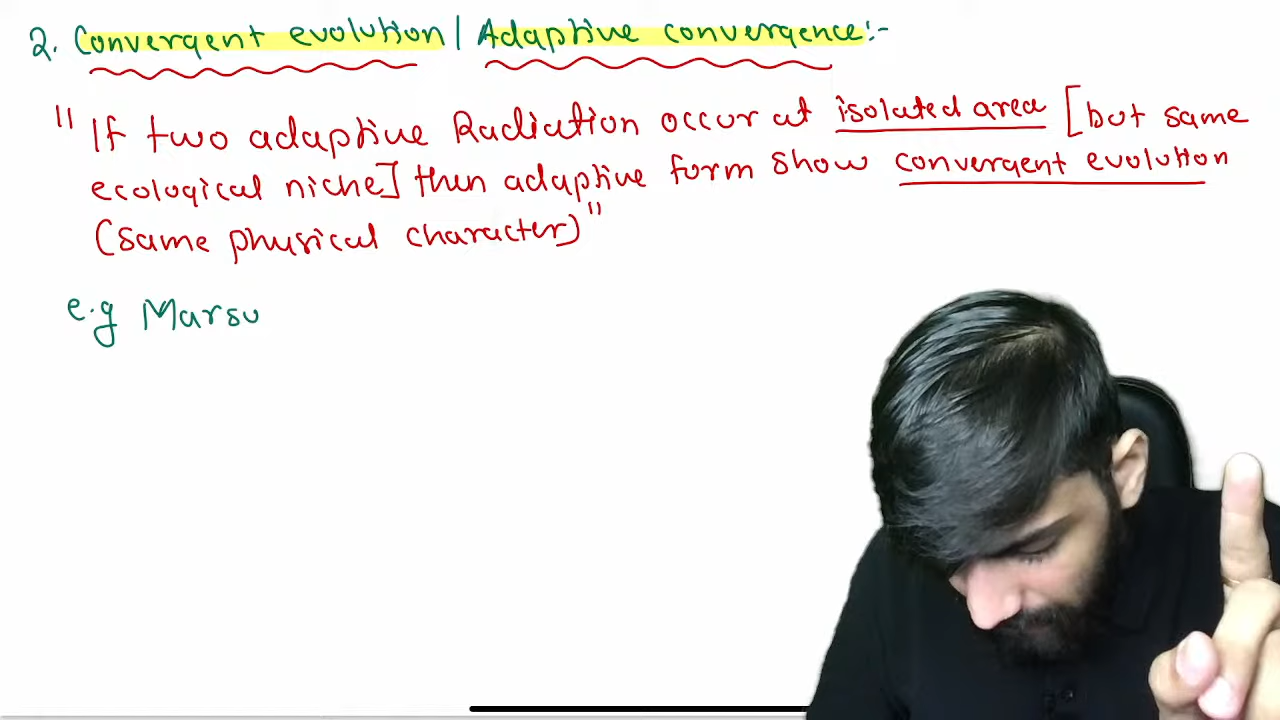 2. Convergent evolution | Adaptive convergence:-
" If two adaptive Radiation occur at isolated area [but same
ecological niche] then adaptive form show convergent evolution
(same physical character) "
e.g Marsu